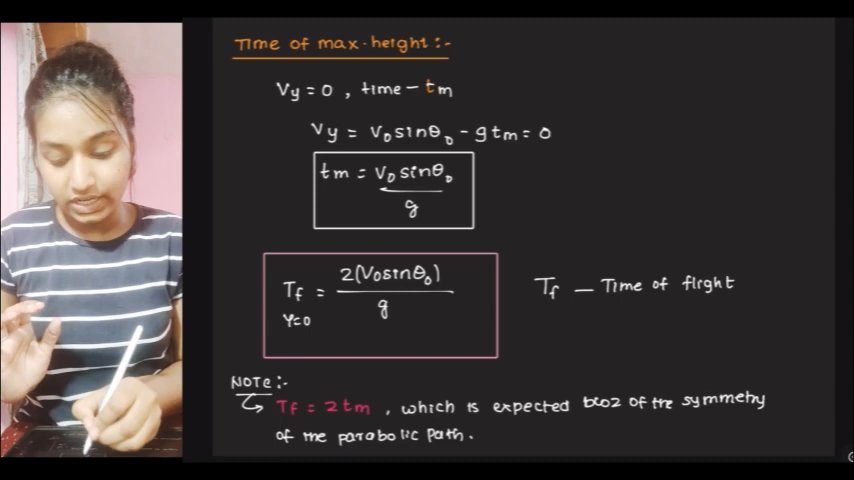 Time of max. height :-
Vy = 0 , time - tm
Vy = V₀sinθ₀ - gtm = 0
tm = V₀sinθ₀
g
Tf = 2(V₀sinθ₀)
g
Y=0
Tf — Time of flight
NOTE :-
Tf = 2tm , which is expected bcoz of the symmetry
of the parabolic path.